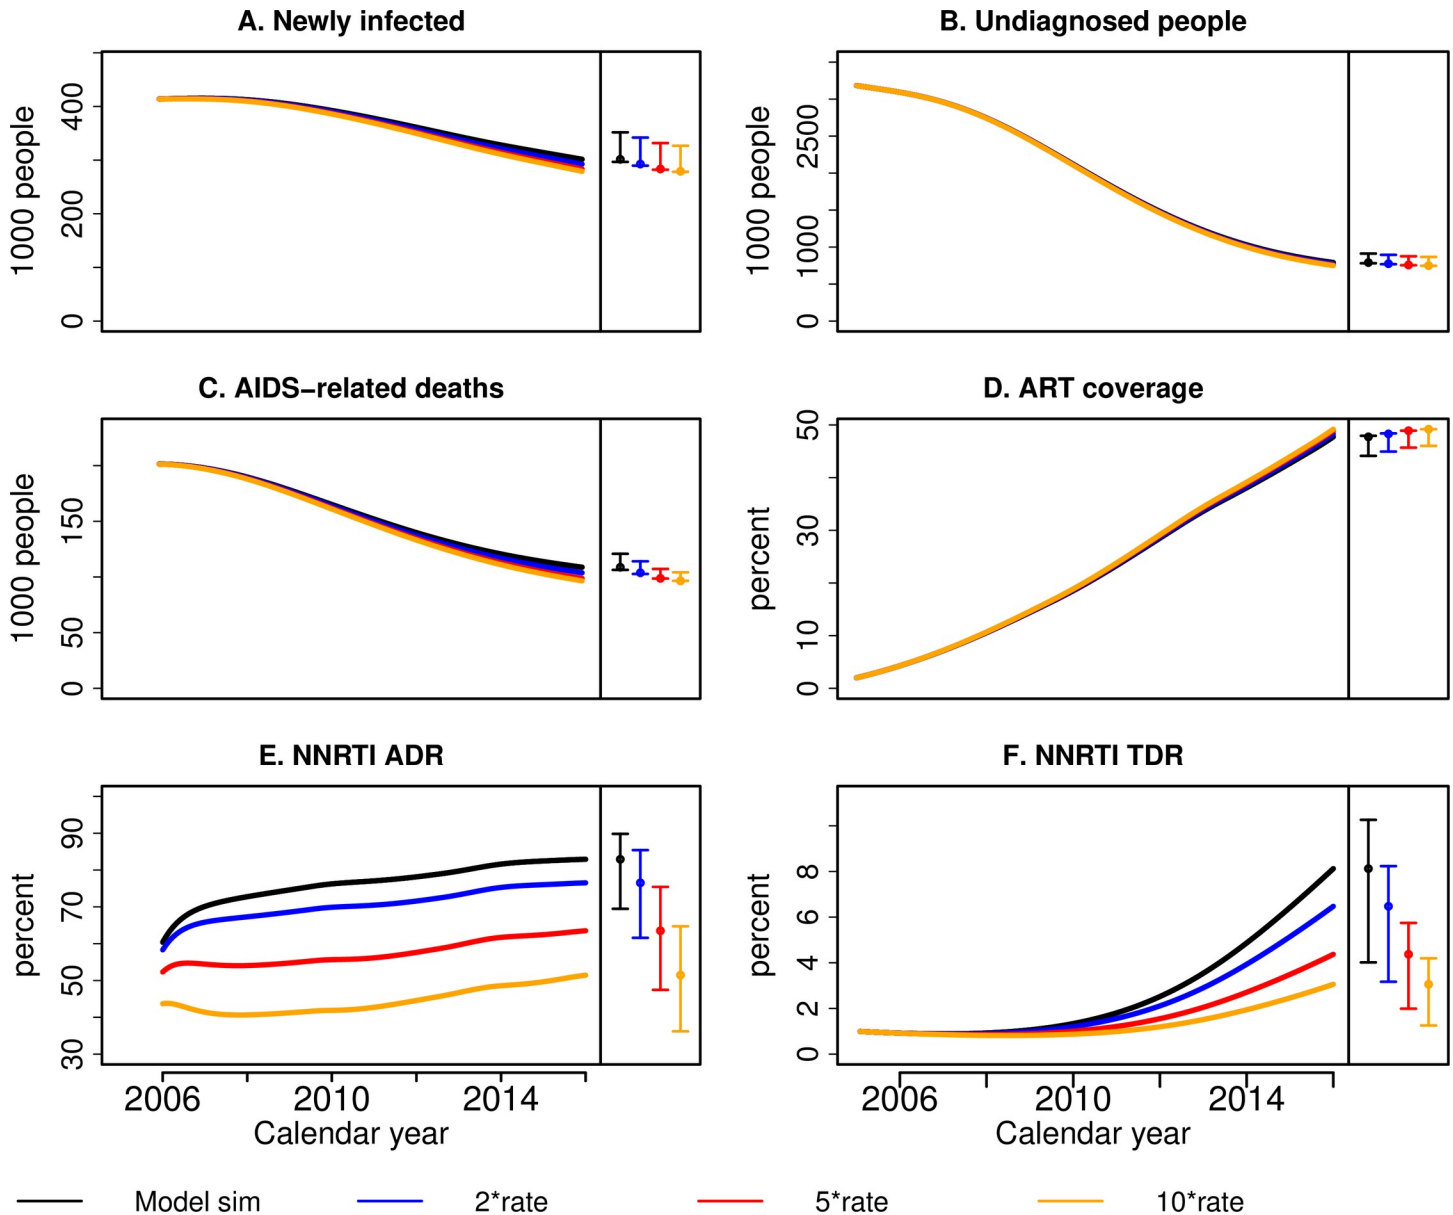 A. Newly infected
1000 people
400
200
0
B. Undiagnosed people
1000 people
2500
1000
0
C. AIDS−related deaths
1000 people
150
50
0
D. ART coverage
percent
50
30
10
0
E. NNRTI ADR
percent
90
70
50
30
2006 2010 2014
Calendar year
F. NNRTI TDR
percent
8
6
4
2
0
2006 2010 2014
Calendar year
Model sim 2*rate 5*rate 10*rate